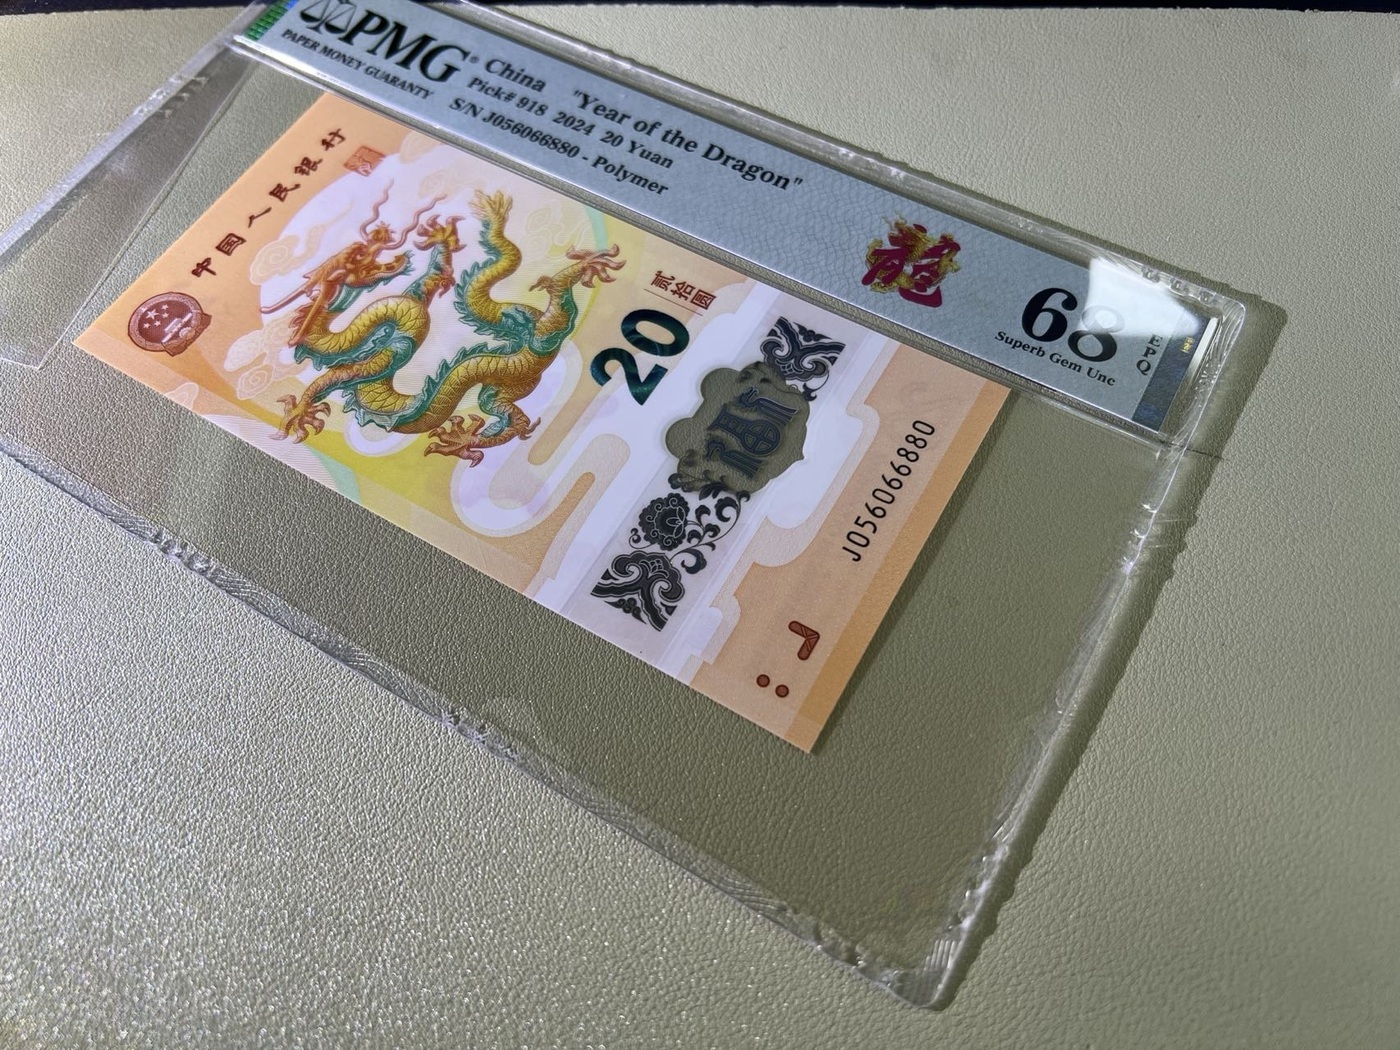 PMG®
PAPER MONEY GUARANTY
China "Year of the Dragon"
Pick# 918 2024 20 Yuan
S/N J056066880 - Polymer
龍
68
EPQ
Superb Gem Unc
中国人民银行
贰拾圆
20
福
J056066880